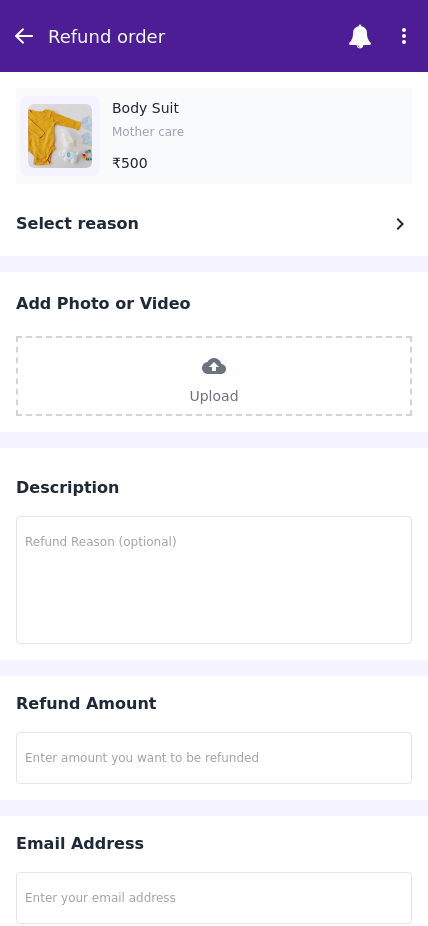 Refund order
Body Suit
Mother care
₹500
Select reason
Add Photo or Video
Upload
Description
Refund Reason (optional)
Refund Amount
Enter amount you want to be refunded
Email Address
Enter your email address